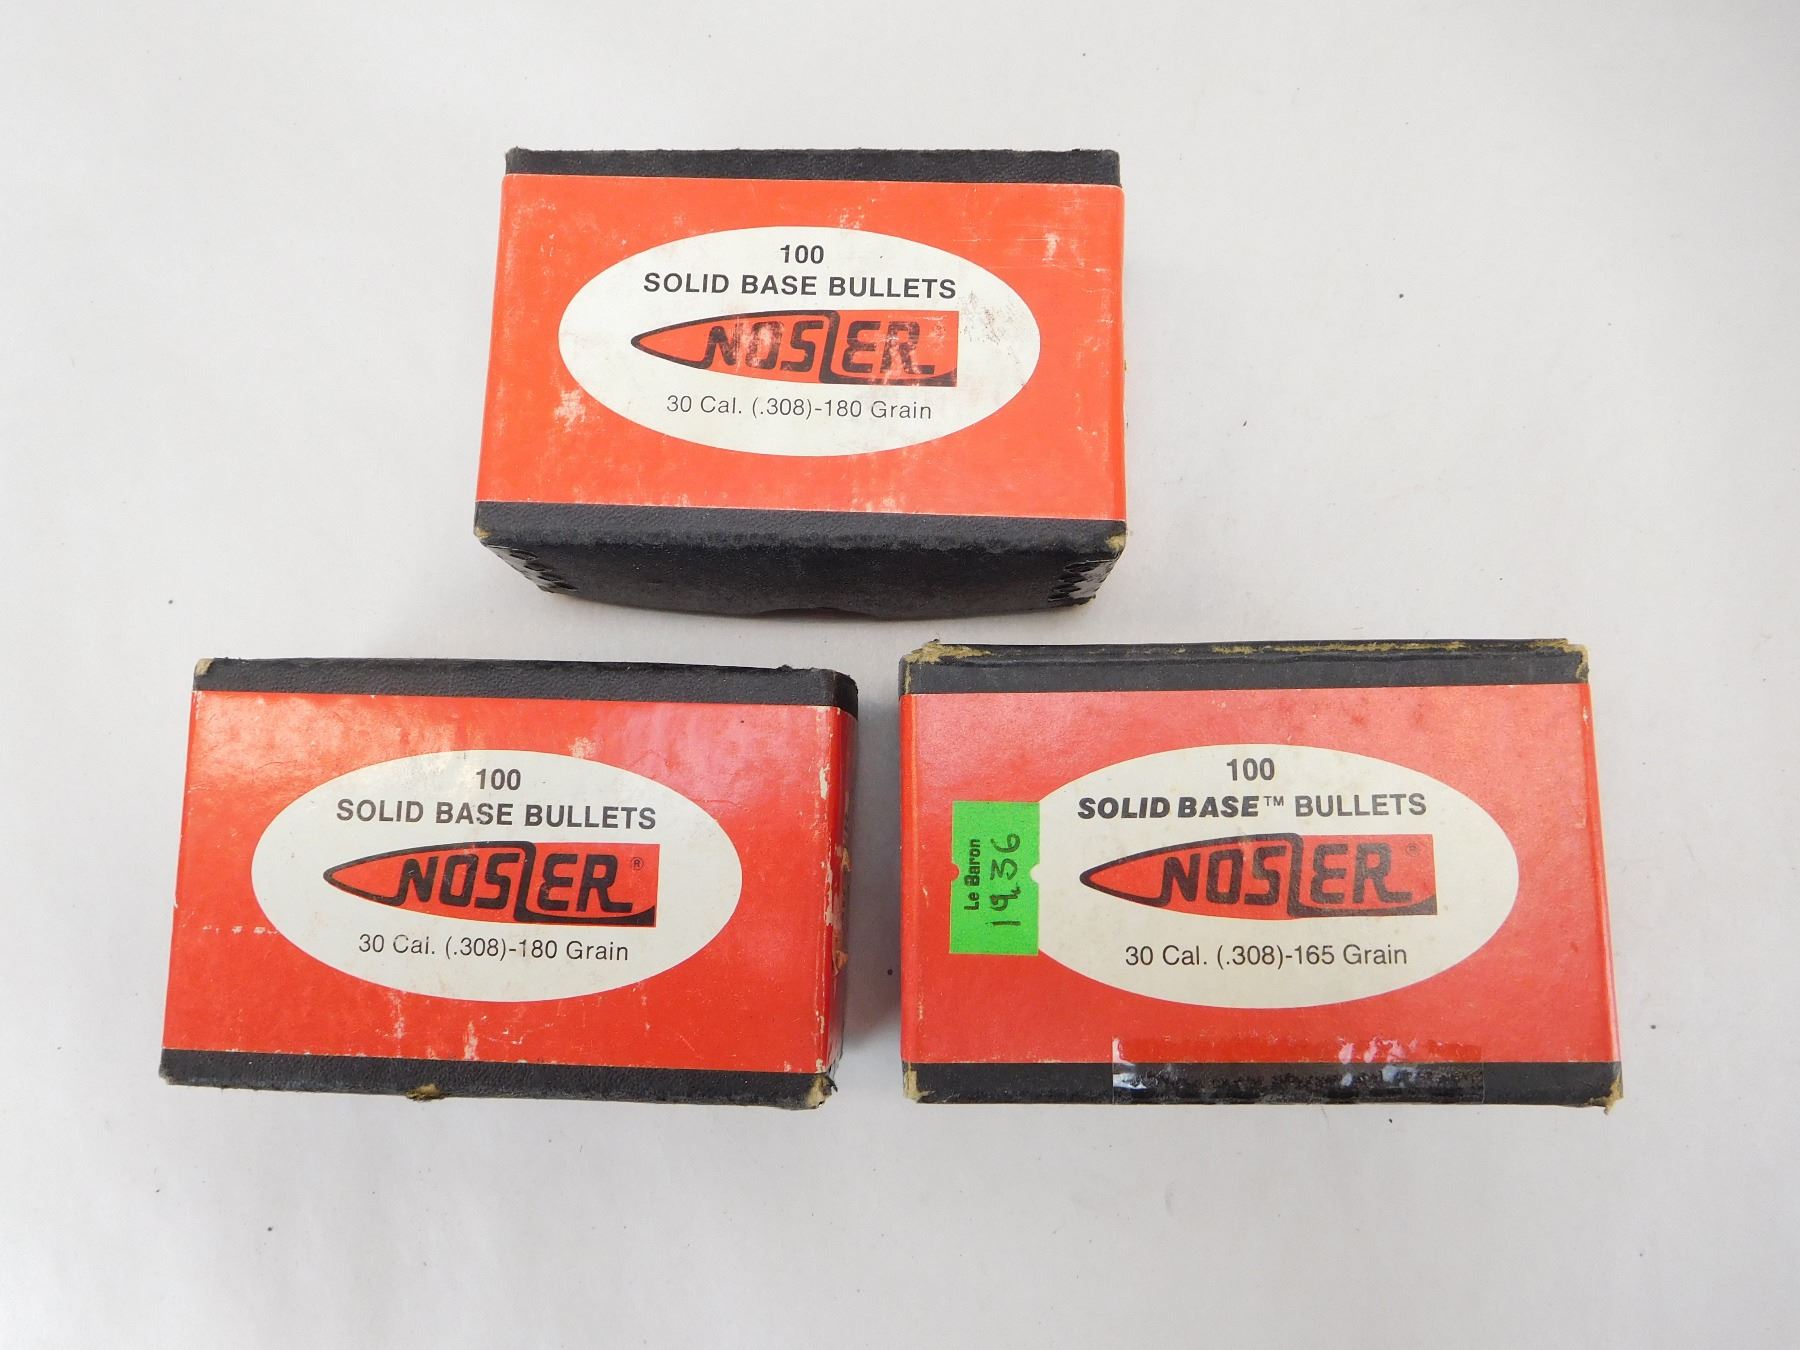 100
SOLID BASE BULLETS
NOSLER
30 Cal. (.308)-180 Grain
100
SOLID BASE BULLETS
NOSLER®
30 Cal. (.308)-180 Grain
100
SOLID BASE™ BULLETS
NOSLER®
30 Cal. (.308)-165 Grain
Le Baron
19.36